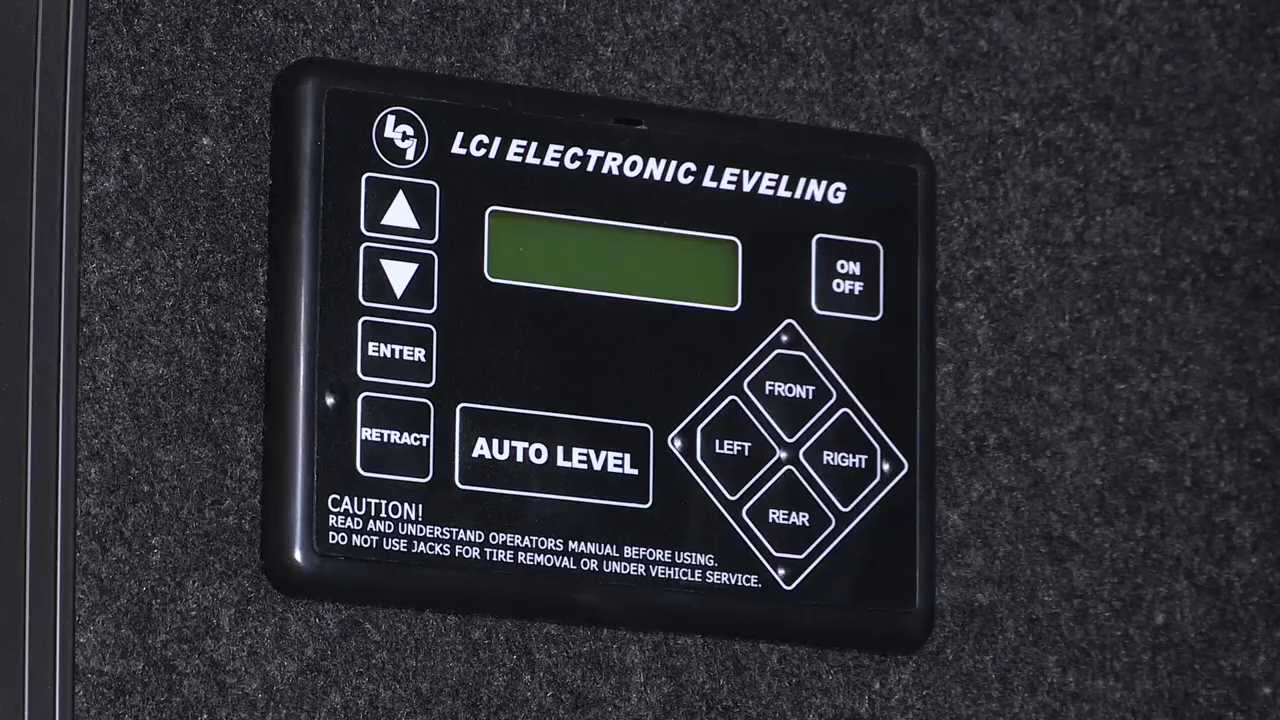 LCI
LCI ELECTRONIC LEVELING
ON
OFF
ENTER
RETRACT
AUTO LEVEL
FRONT
LEFT
RIGHT
REAR
CAUTION!
READ AND UNDERSTAND OPERATORS MANUAL BEFORE USING.
DO NOT USE JACKS FOR TIRE REMOVAL OR UNDER VEHICLE SERVICE.